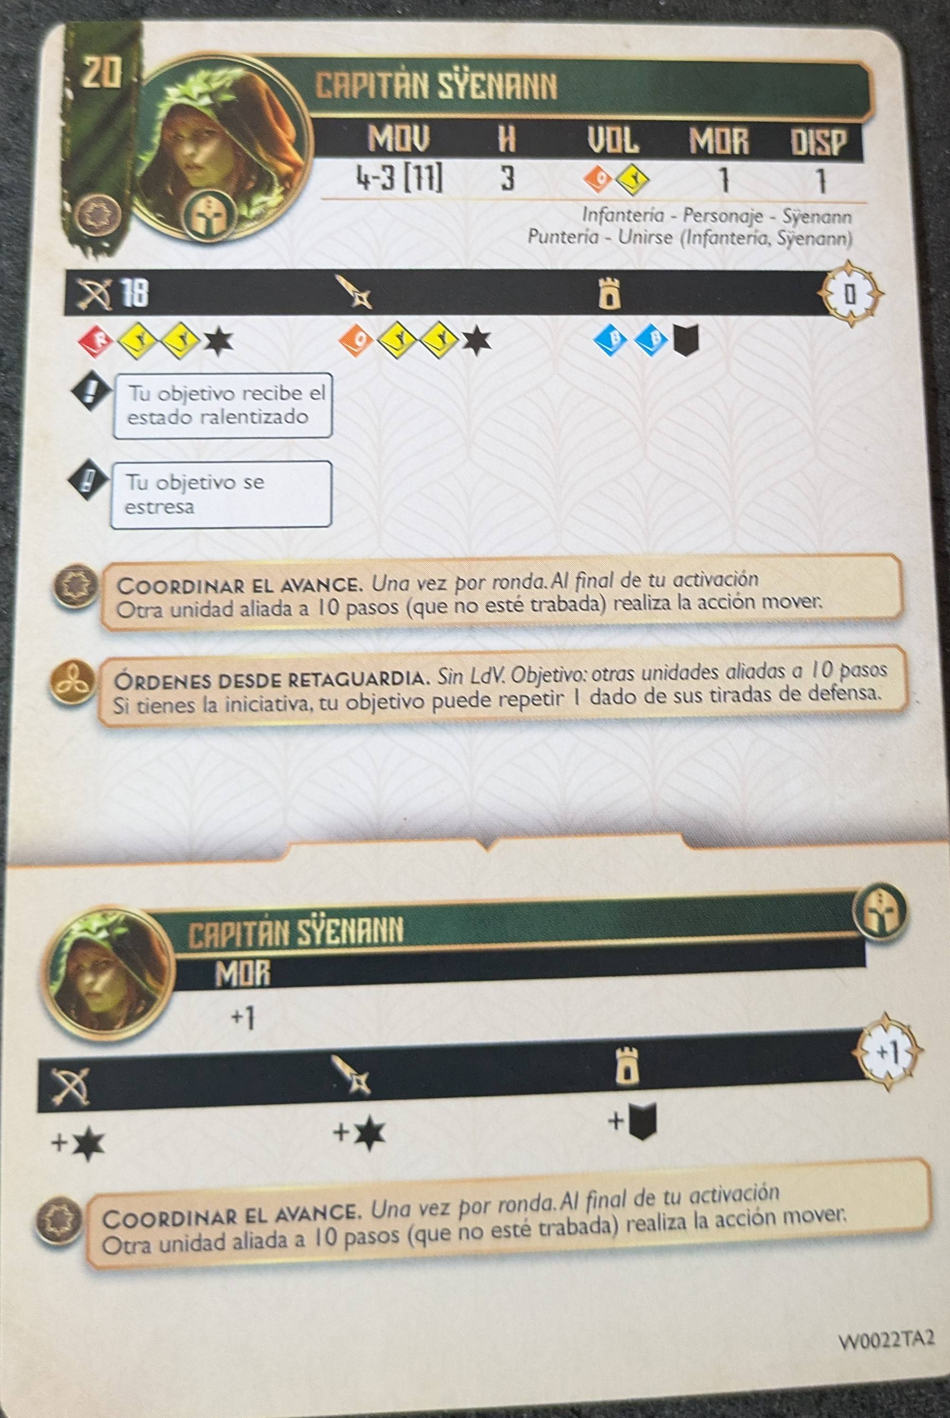 20
CAPITÁN SŸENANN
MOV H VOL MOR DISP
4-3 [11] 3 O Y 1 1
Infantería - Personaje - Sÿenann
Puntería - Unirse (Infantería, Sÿenann)
18 0
R Y Y O Y Y B B
Tu objetivo recibe el
estado ralentizado
Tu objetivo se
estresa
COORDINAR EL AVANCE. Una vez por ronda. Al final de tu activación
Otra unidad aliada a 10 pasos (que no esté trabada) realiza la acción mover.
ÓRDENES DESDE RETAGUARDIA. Sin LdV. Objetivo: otras unidades aliadas a 10 pasos
Si tienes la iniciativa, tu objetivo puede repetir 1 dado de sus tiradas de defensa.
CAPITÁN SŸENANN
MOR
+1
+1
+ + +
COORDINAR EL AVANCE. Una vez por ronda. Al final de tu activación
Otra unidad aliada a 10 pasos (que no esté trabada) realiza la acción mover.
W0022TA2